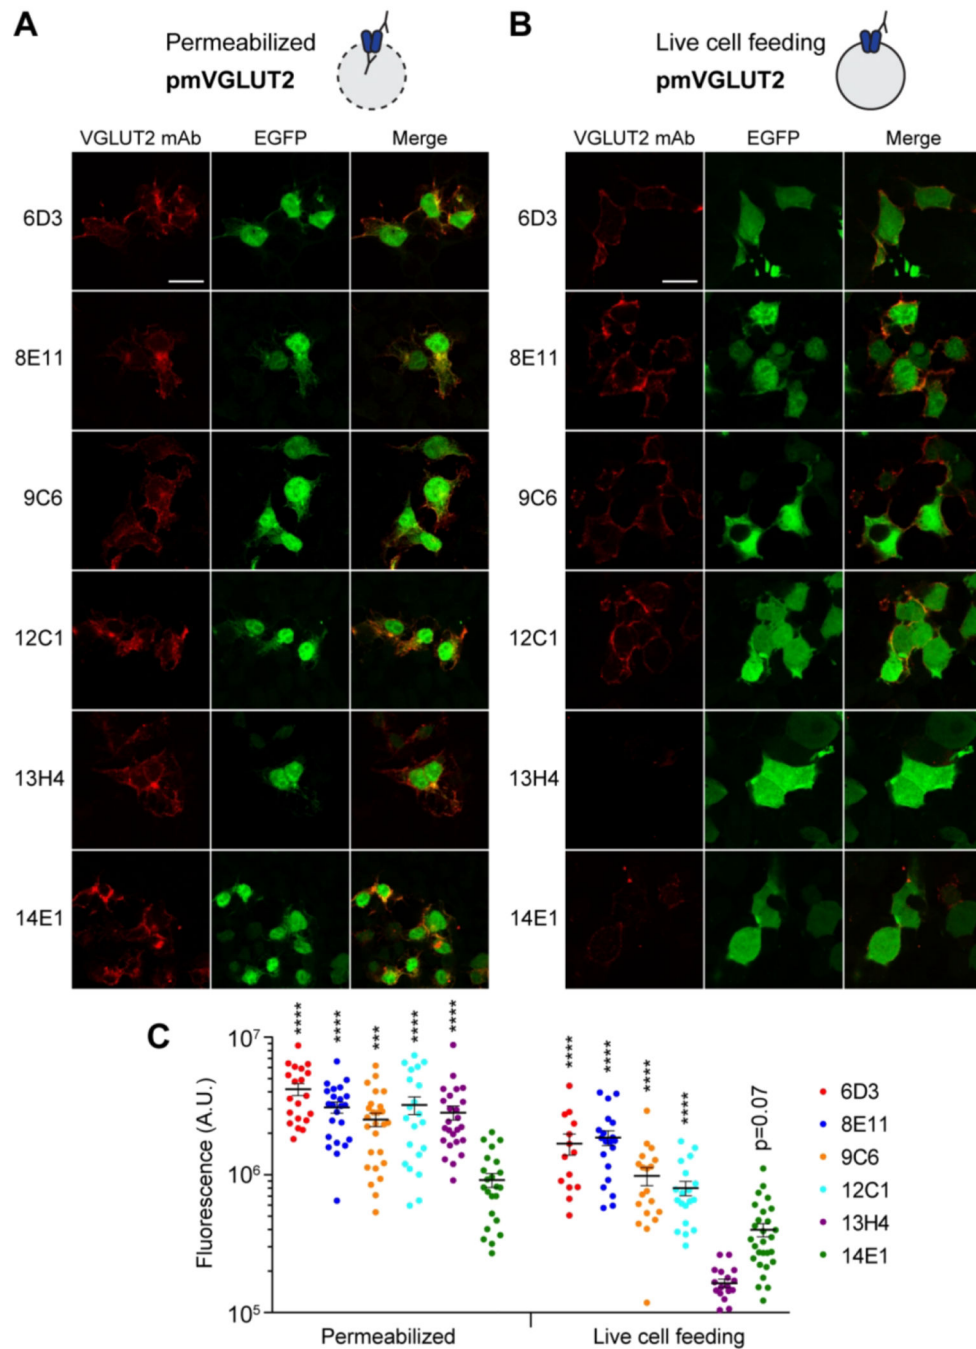 A
Permeabilized
pmVGLUT2
B
Live cell feeding
pmVGLUT2
VGLUT2 mAb EGFP Merge
VGLUT2 mAb EGFP Merge
6D3
6D3
8E11
8E11
9C6
9C6
12C1
12C1
13H4
13H4
14E1
14E1
C
Fluorescence (A.U.)
10⁷
10⁶
10⁵
**** **** *** **** ****
**** **** **** **** p=0.07
Permeabilized
Live cell feeding
6D3
8E11
9C6
12C1
13H4
14E1